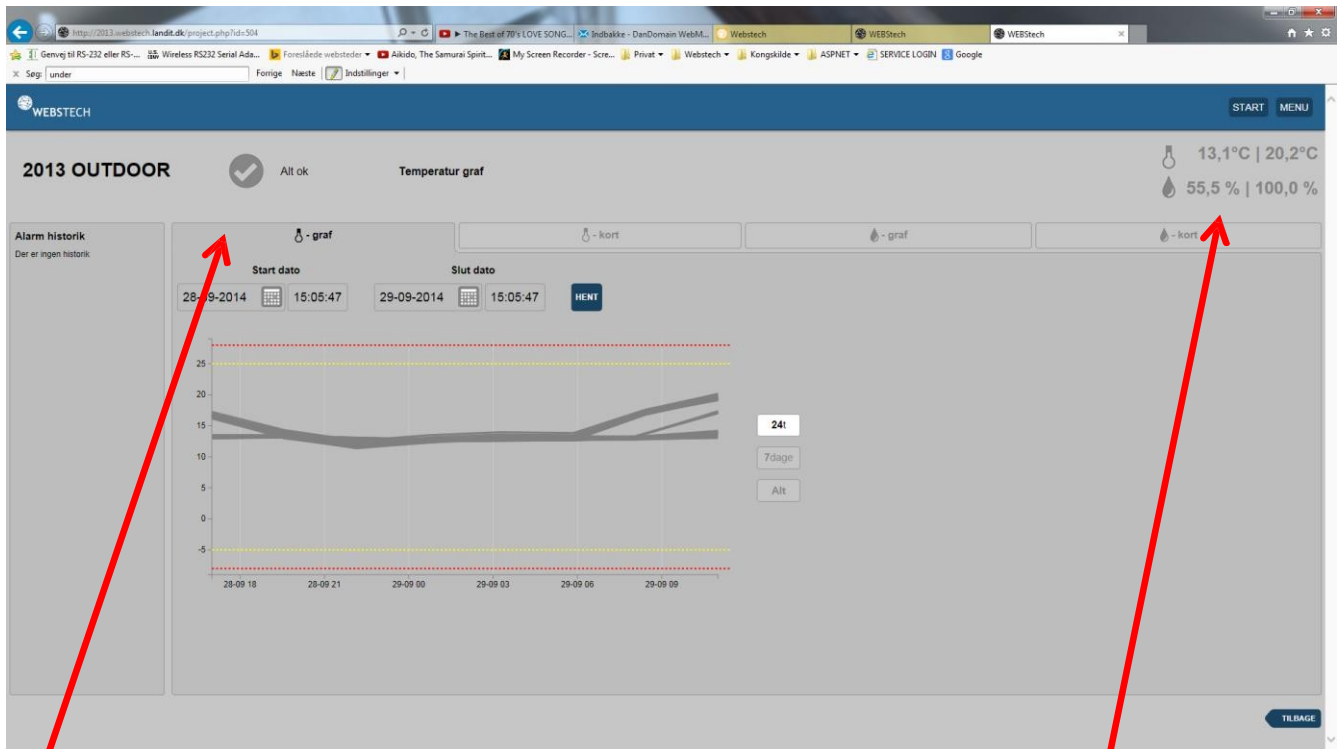 http://2013.webstech.landit.dk/project.php?id=504
The Best of 70's LOVE SONG...
Indbakke - DanDomain WebM...
Webstech
WEBStech
WEBStech
Genvej til RS-232 eller RS-...
Wireless RS232 Serial Ada...
Foreslåede websteder
Aikido, The Samurai Spirit...
My Screen Recorder - Scre...
Privat
Webstech
Kongskilde
ASPNET
SERVICE LOGIN
Google
x Søg: under
Forrige Næste
Indstillinger
WEBSTECH
START
MENU
2013 OUTDOOR
Alt ok
Temperatur graf
13,1°C | 20,2°C
55,5 % | 100,0 %
Alarm historik
Der er ingen historik
- graf
- kort
- graf
- kort
Start dato
Slut dato
28-09-2014
15:05:47
29-09-2014
15:05:47
HENT
25
20
15
10
5
0
-5
28-09 18
28-09 21
29-09 00
29-09 03
29-09 06
29-09 09
24t
7dage
Alt
TILBAGE